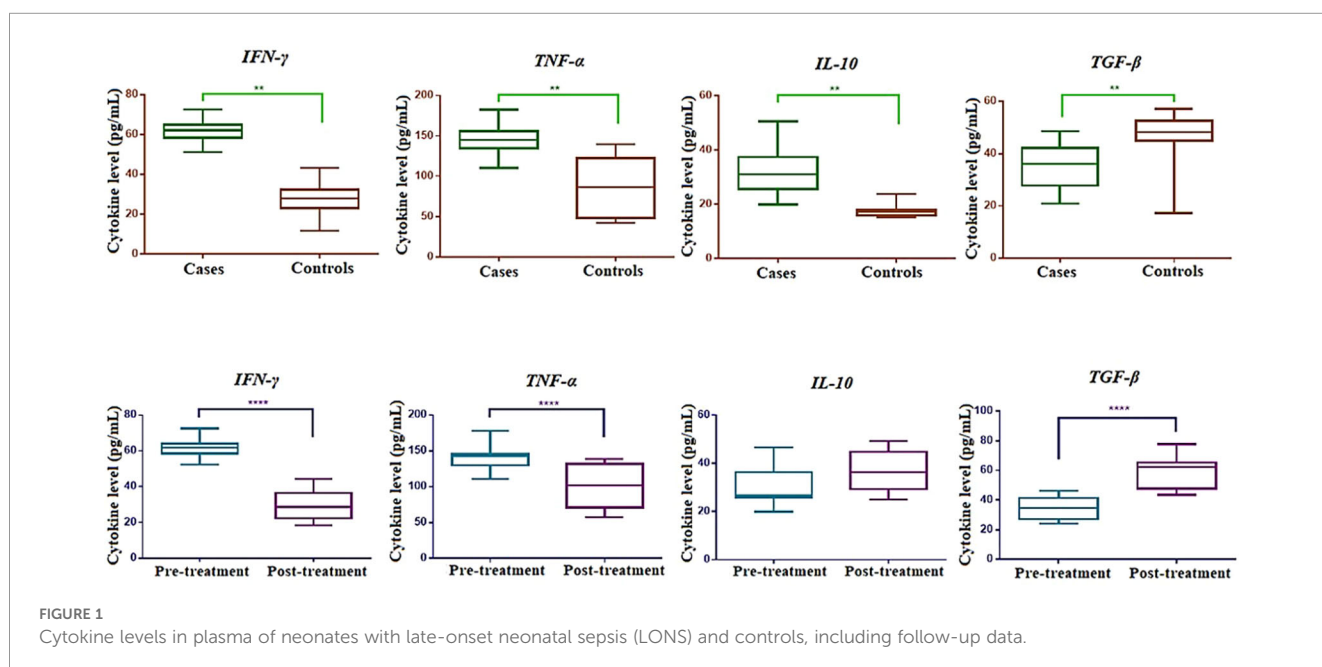 IFN-γ
**
Cytokine level (pg/mL)
80
60
40
20
0
Cases Controls
TNF-α
**
Cytokine level (pg/mL)
200
150
100
50
0
Cases Controls
IL-10
**
Cytokine level (pg/mL)
60
40
20
0
Cases Controls
TGF-β
**
Cytokine level (pg/mL)
60
40
20
0
Cases Controls
IFN-γ
****
Cytokine level (pg/mL)
80
60
40
20
0
Pre-treatment Post-treatment
TNF-α
****
Cytokine level (pg/mL)
200
150
100
50
0
Pre-treatment Post-treatment
IL-10
Cytokine level (pg/mL)
60
40
20
0
Pre-treatment Post-treatment
TGF-β
****
Cytokine level (pg/mL)
100
80
60
40
20
0
Pre-treatment Post-treatment
FIGURE 1
Cytokine levels in plasma of neonates with late-onset neonatal sepsis (LONS) and controls, including follow-up data.